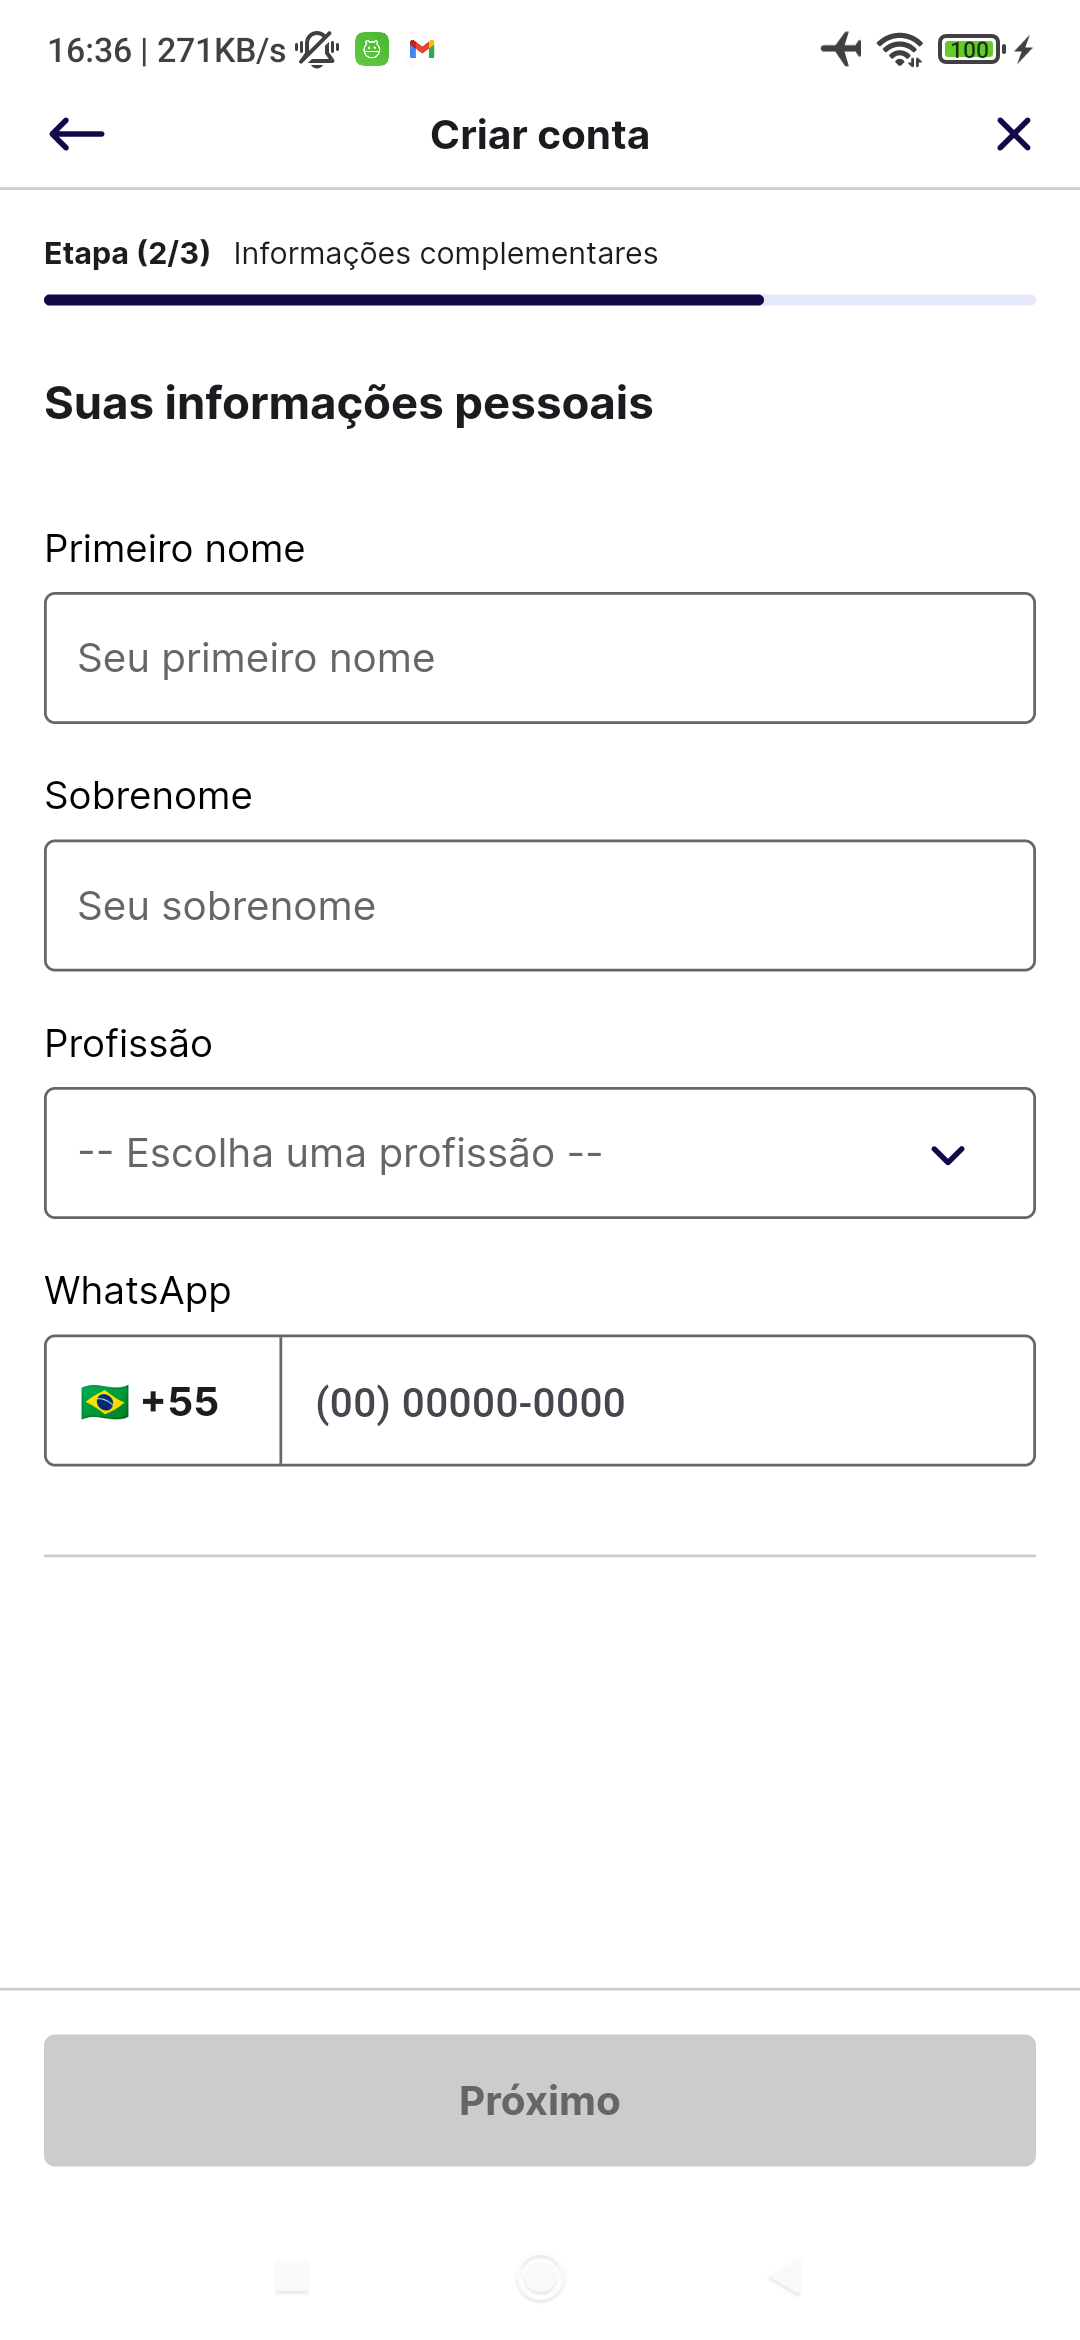 16:36 | 271KB/s 100
Criar conta
Etapa (2/3) Informações complementares
Suas informações pessoais
Primeiro nome
Seu primeiro nome
Sobrenome
Seu sobrenome
Profissão
-- Escolha uma profissão --
WhatsApp
+55 (00) 00000-0000
Próximo